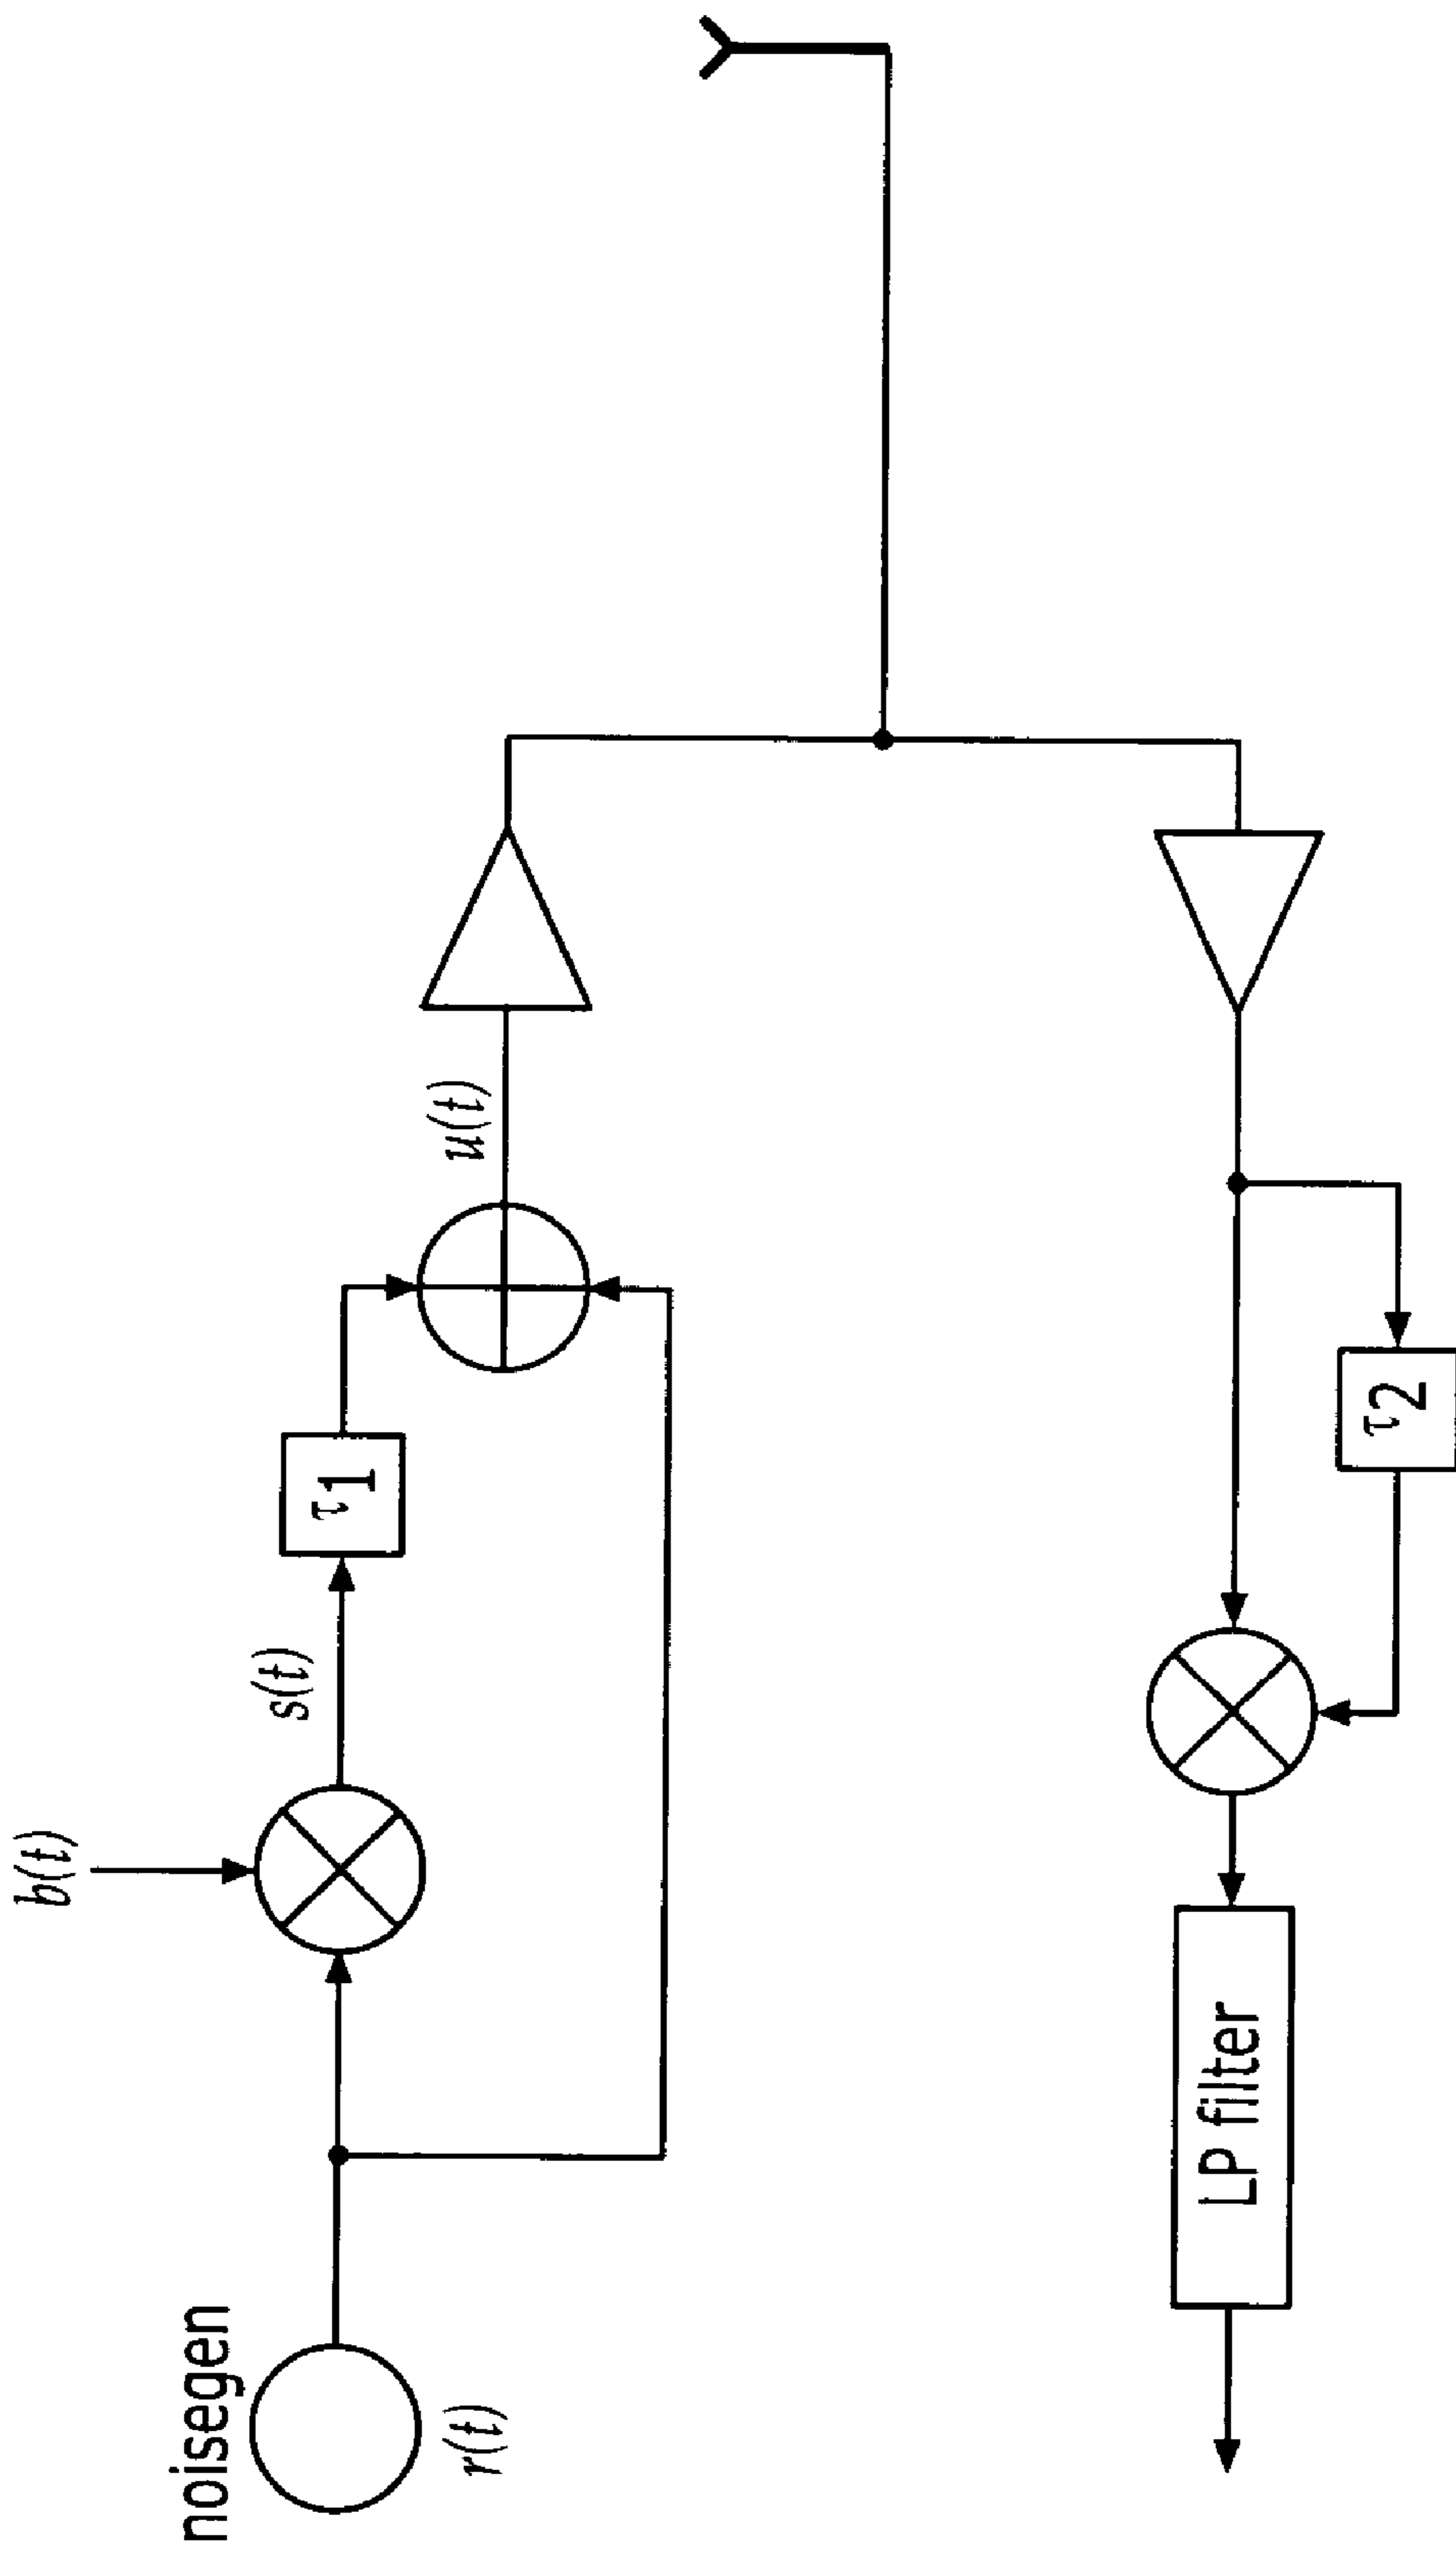 noisegen
r(t)
b(t)
s(t)
τ1
u(t)
τ2
LP filter